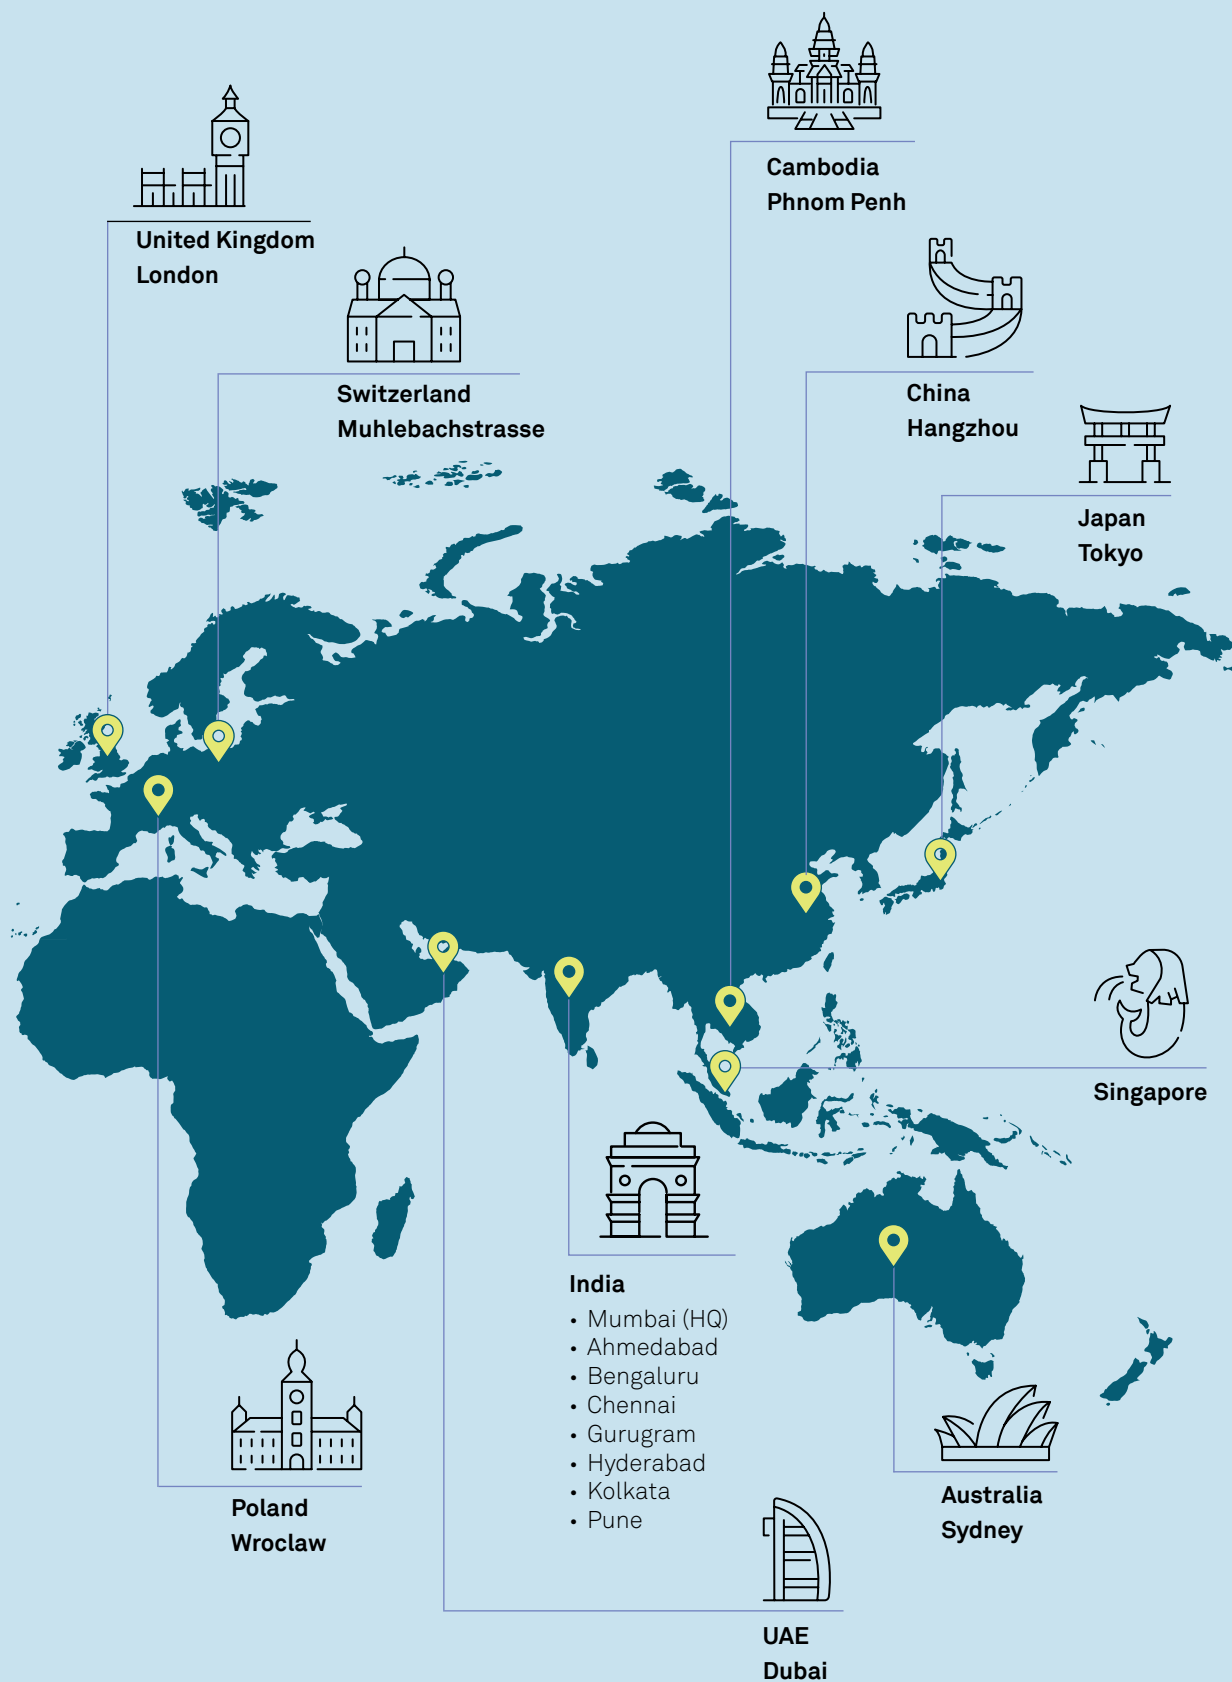 Cambodia
Phnom Penh
United Kingdom
London
Switzerland
Muhlebachstrasse
China
Hangzhou
Japan
Tokyo
Singapore
India
• Mumbai (HQ)
• Ahmedabad
• Bengaluru
• Chennai
• Gurugram
• Hyderabad
• Kolkata
• Pune
Poland
Wroclaw
Australia
Sydney
UAE
Dubai